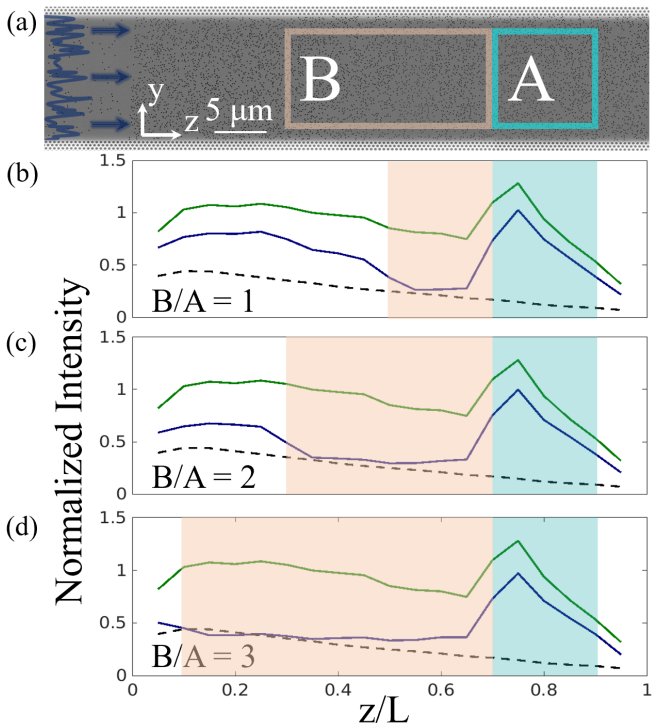 (a)
B
A
y
z
5 μm
(b)
1.5
1
0.5
0
B/A = 1
(c)
1.5
1
0.5
0
B/A = 2
(d)
1.5
1
0.5
0
B/A = 3
Normalized Intensity
0
0.2
0.4
0.6
0.8
1
z/L